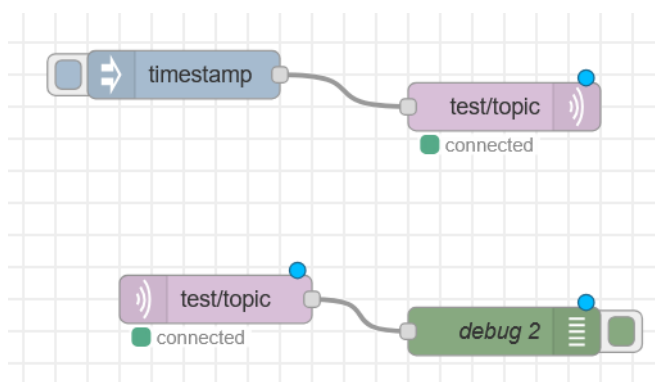 timestamp
test/topic
connected
test/topic
connected
debug 2